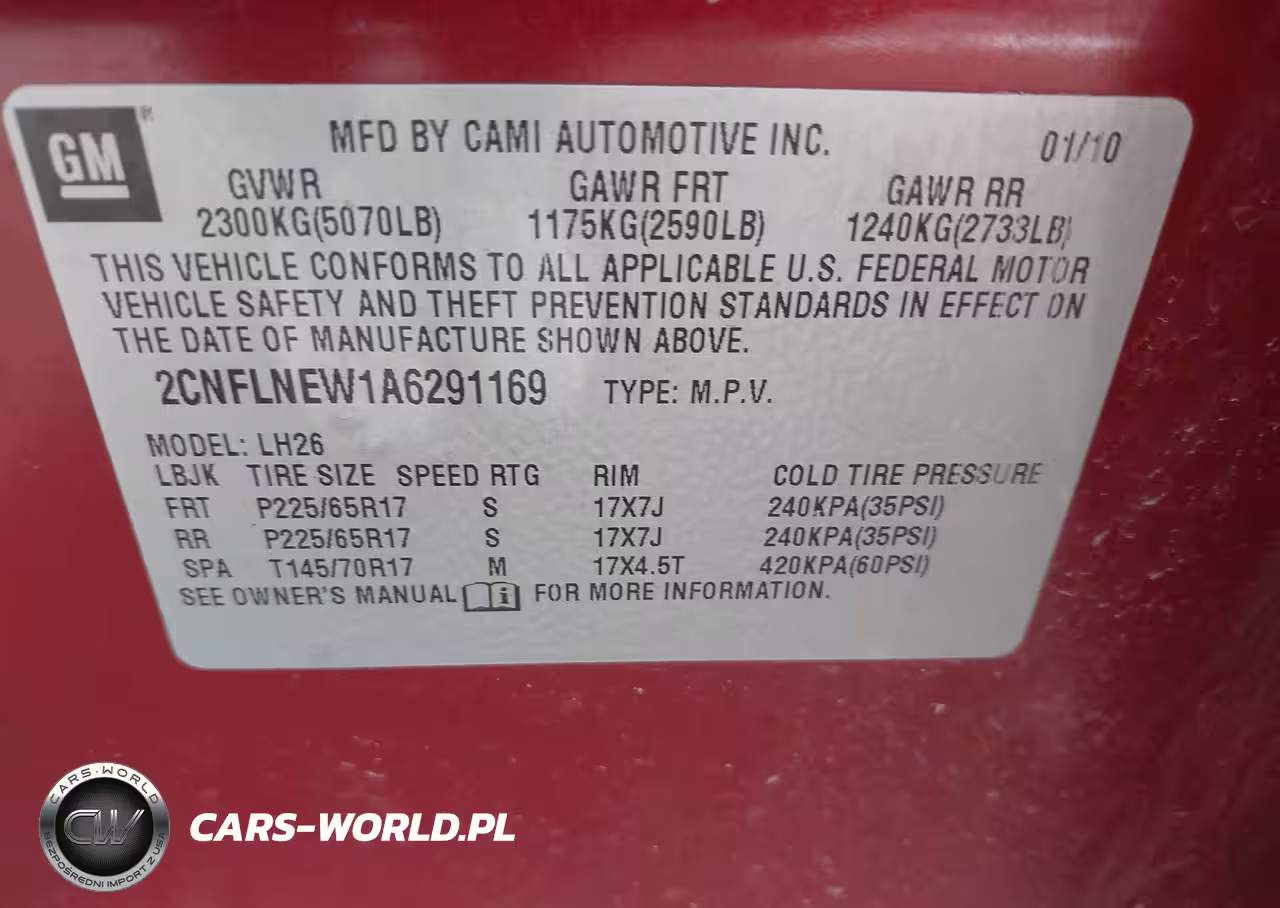 GM ®
MFD BY CAMI AUTOMOTIVE INC. 01/10
GVWR GAWR FRT GAWR RR
2300KG(5070LB) 1175KG(2590LB) 1240KG(2733LB)
THIS VEHICLE CONFORMS TO ALL APPLICABLE U.S. FEDERAL MOTOR
VEHICLE SAFETY AND THEFT PREVENTION STANDARDS IN EFFECT ON
THE DATE OF MANUFACTURE SHOWN ABOVE.
2CNFLNEW1A6291169 TYPE: M.P.V.
MODEL: LH26
LBJK TIRE SIZE SPEED RTG RIM COLD TIRE PRESSURE
FRT P225/65R17 S 17X7J 240KPA(35PSI)
RR P225/65R17 S 17X7J 240KPA(35PSI)
SPA T145/70R17 M 17X4.5T 420KPA(60PSI)
SEE OWNER'S MANUAL i FOR MORE INFORMATION.
CARS-WORLD
CW
BEZPOŚREDNI IMPORT Z USA
CARS-WORLD.PL